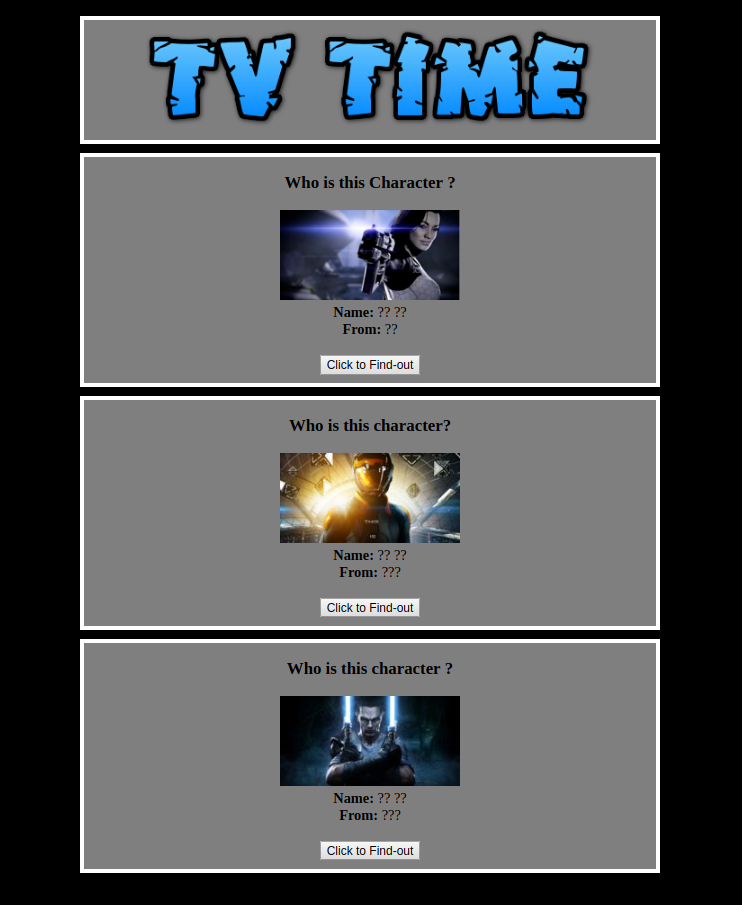 TV TIME
Who is this Character ?
Name: ?? ??
From: ??
Click to Find-out
Who is this character?
Name: ?? ??
From: ???
Click to Find-out
Who is this character ?
Name: ?? ??
From: ???
Click to Find-out